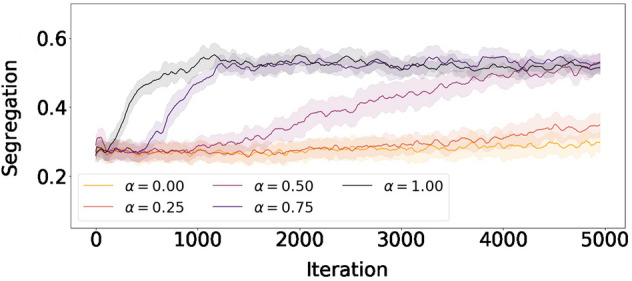 0.6
0.4
0.2
Segregation
α = 0.00
α = 0.50
α = 1.00
α = 0.25
α = 0.75
0
1000
2000
3000
4000
5000
Iteration